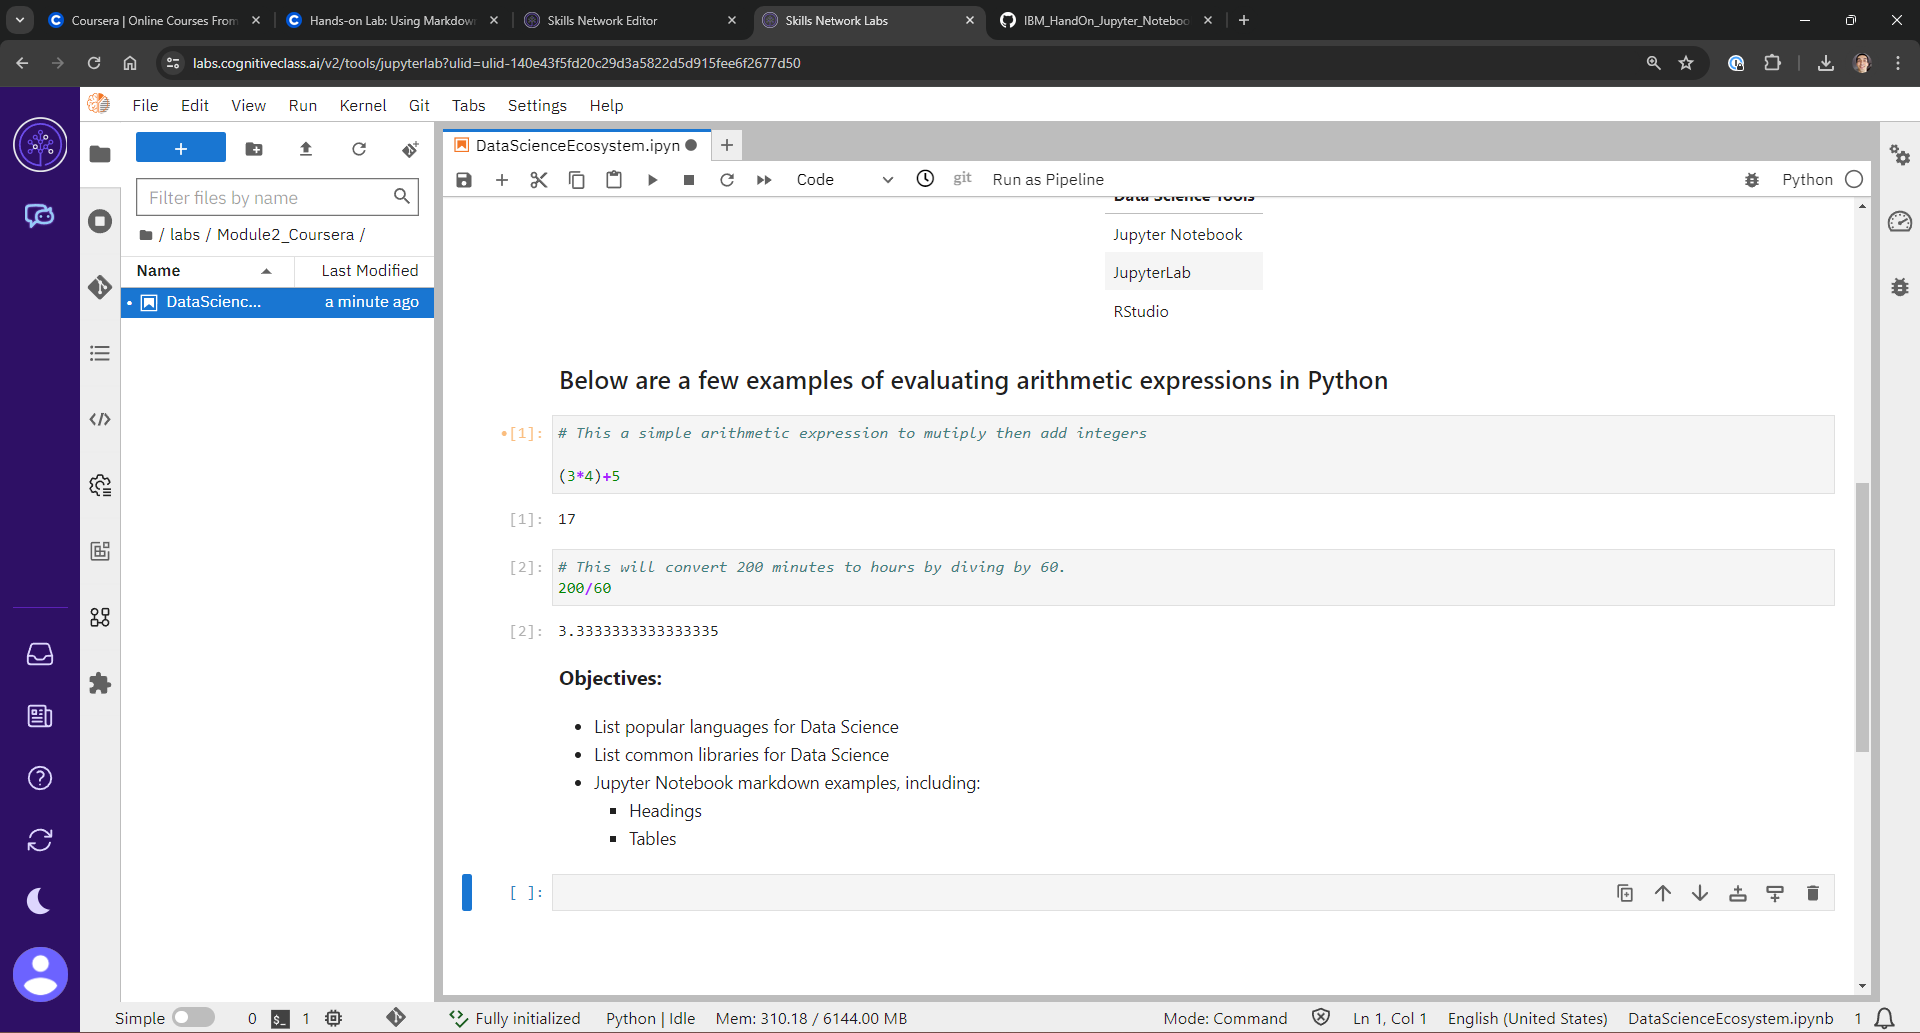 Coursera | Online Courses From
Hands-on Lab: Using Markdown
Skills Network Editor
Skills Network Labs
IBM_HandOn_Jupyter_Noteboo
labs.cognitiveclass.ai/v2/tools/jupyterlab?ulid=ulid-140e43f5fd20c29d3a5822d5d915fee6f2677d50
File Edit View Run Kernel Git Tabs Settings Help
DataScienceEcosystem.ipyn
Code
git
Run as Pipeline
Python
Filter files by name
/ labs / Module2_Coursera /
Name
Last Modified
DataScienc...
a minute ago
Data Science Tools
Jupyter Notebook
JupyterLab
RStudio
Below are a few examples of evaluating arithmetic expressions in Python
[1]: # This a simple arithmetic expression to mutiply then add integers
(3*4)+5
[1]: 17
[2]: # This will convert 200 minutes to hours by diving by 60.
200/60
[2]: 3.3333333333333335
Objectives:
• List popular languages for Data Science
• List common libraries for Data Science
• Jupyter Notebook markdown examples, including:
▪ Headings
▪ Tables
[ ]:
Simple
0
$_
1
Fully initialized
Python | Idle
Mem: 310.18 / 6144.00 MB
Mode: Command
Ln 1, Col 1
English (United States)
DataScienceEcosystem.ipynb
1